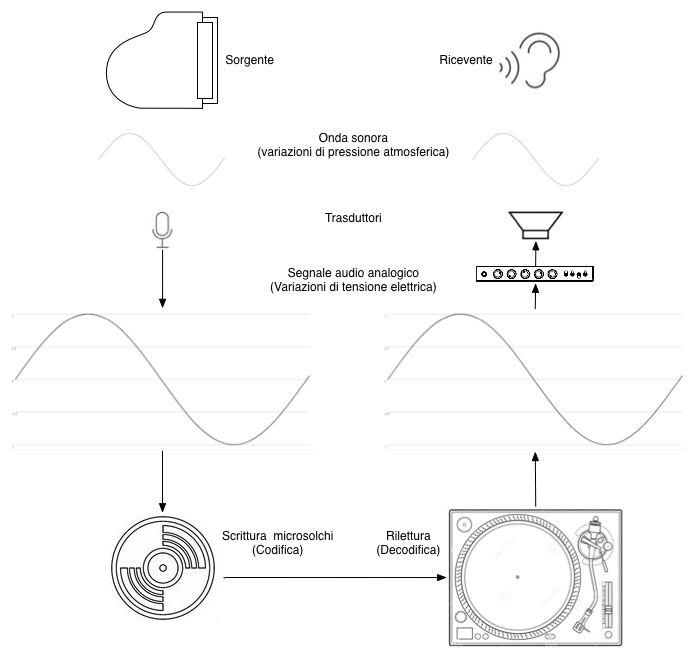 Sorgente
Ricevente
Onda sonora
(variazioni di pressione atmosferica)
Trasduttori
Segnale audio analogico
(Variazioni di tensione elettrica)
Scrittura microsolchi
(Codifica)
Rilettura
(Decodifica)